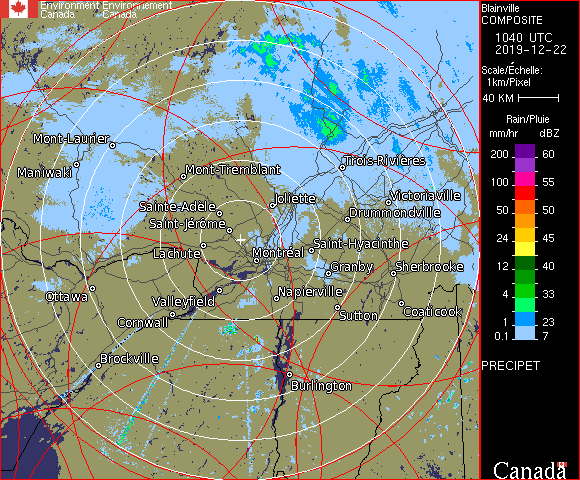 Environment Environnement
Canada Canada
Blainville
COMPOSITE
1040 UTC
2019-12-22
Scale/Échelle:
1km/Pixel
40 KM
Rain/Pluie
mm/hr dBZ
200 60
100 55
50 50
24 45
12 40
4 33
1 23
0.1 7
PRECIPET
Canada
Mont-Laurier
Maniwaki
Mont-Tremblant
Trois-Rivières
Sainte-Adèle
Joliette
Victoriaville
Saint-Jérôme
Drummondville
Lachute
Montréal
Saint-Hyacinthe
Granby
Sherbrooke
Ottawa
Valleyfield
Napierville
Cornwall
Sutton
Coaticook
Brockville
Burlington